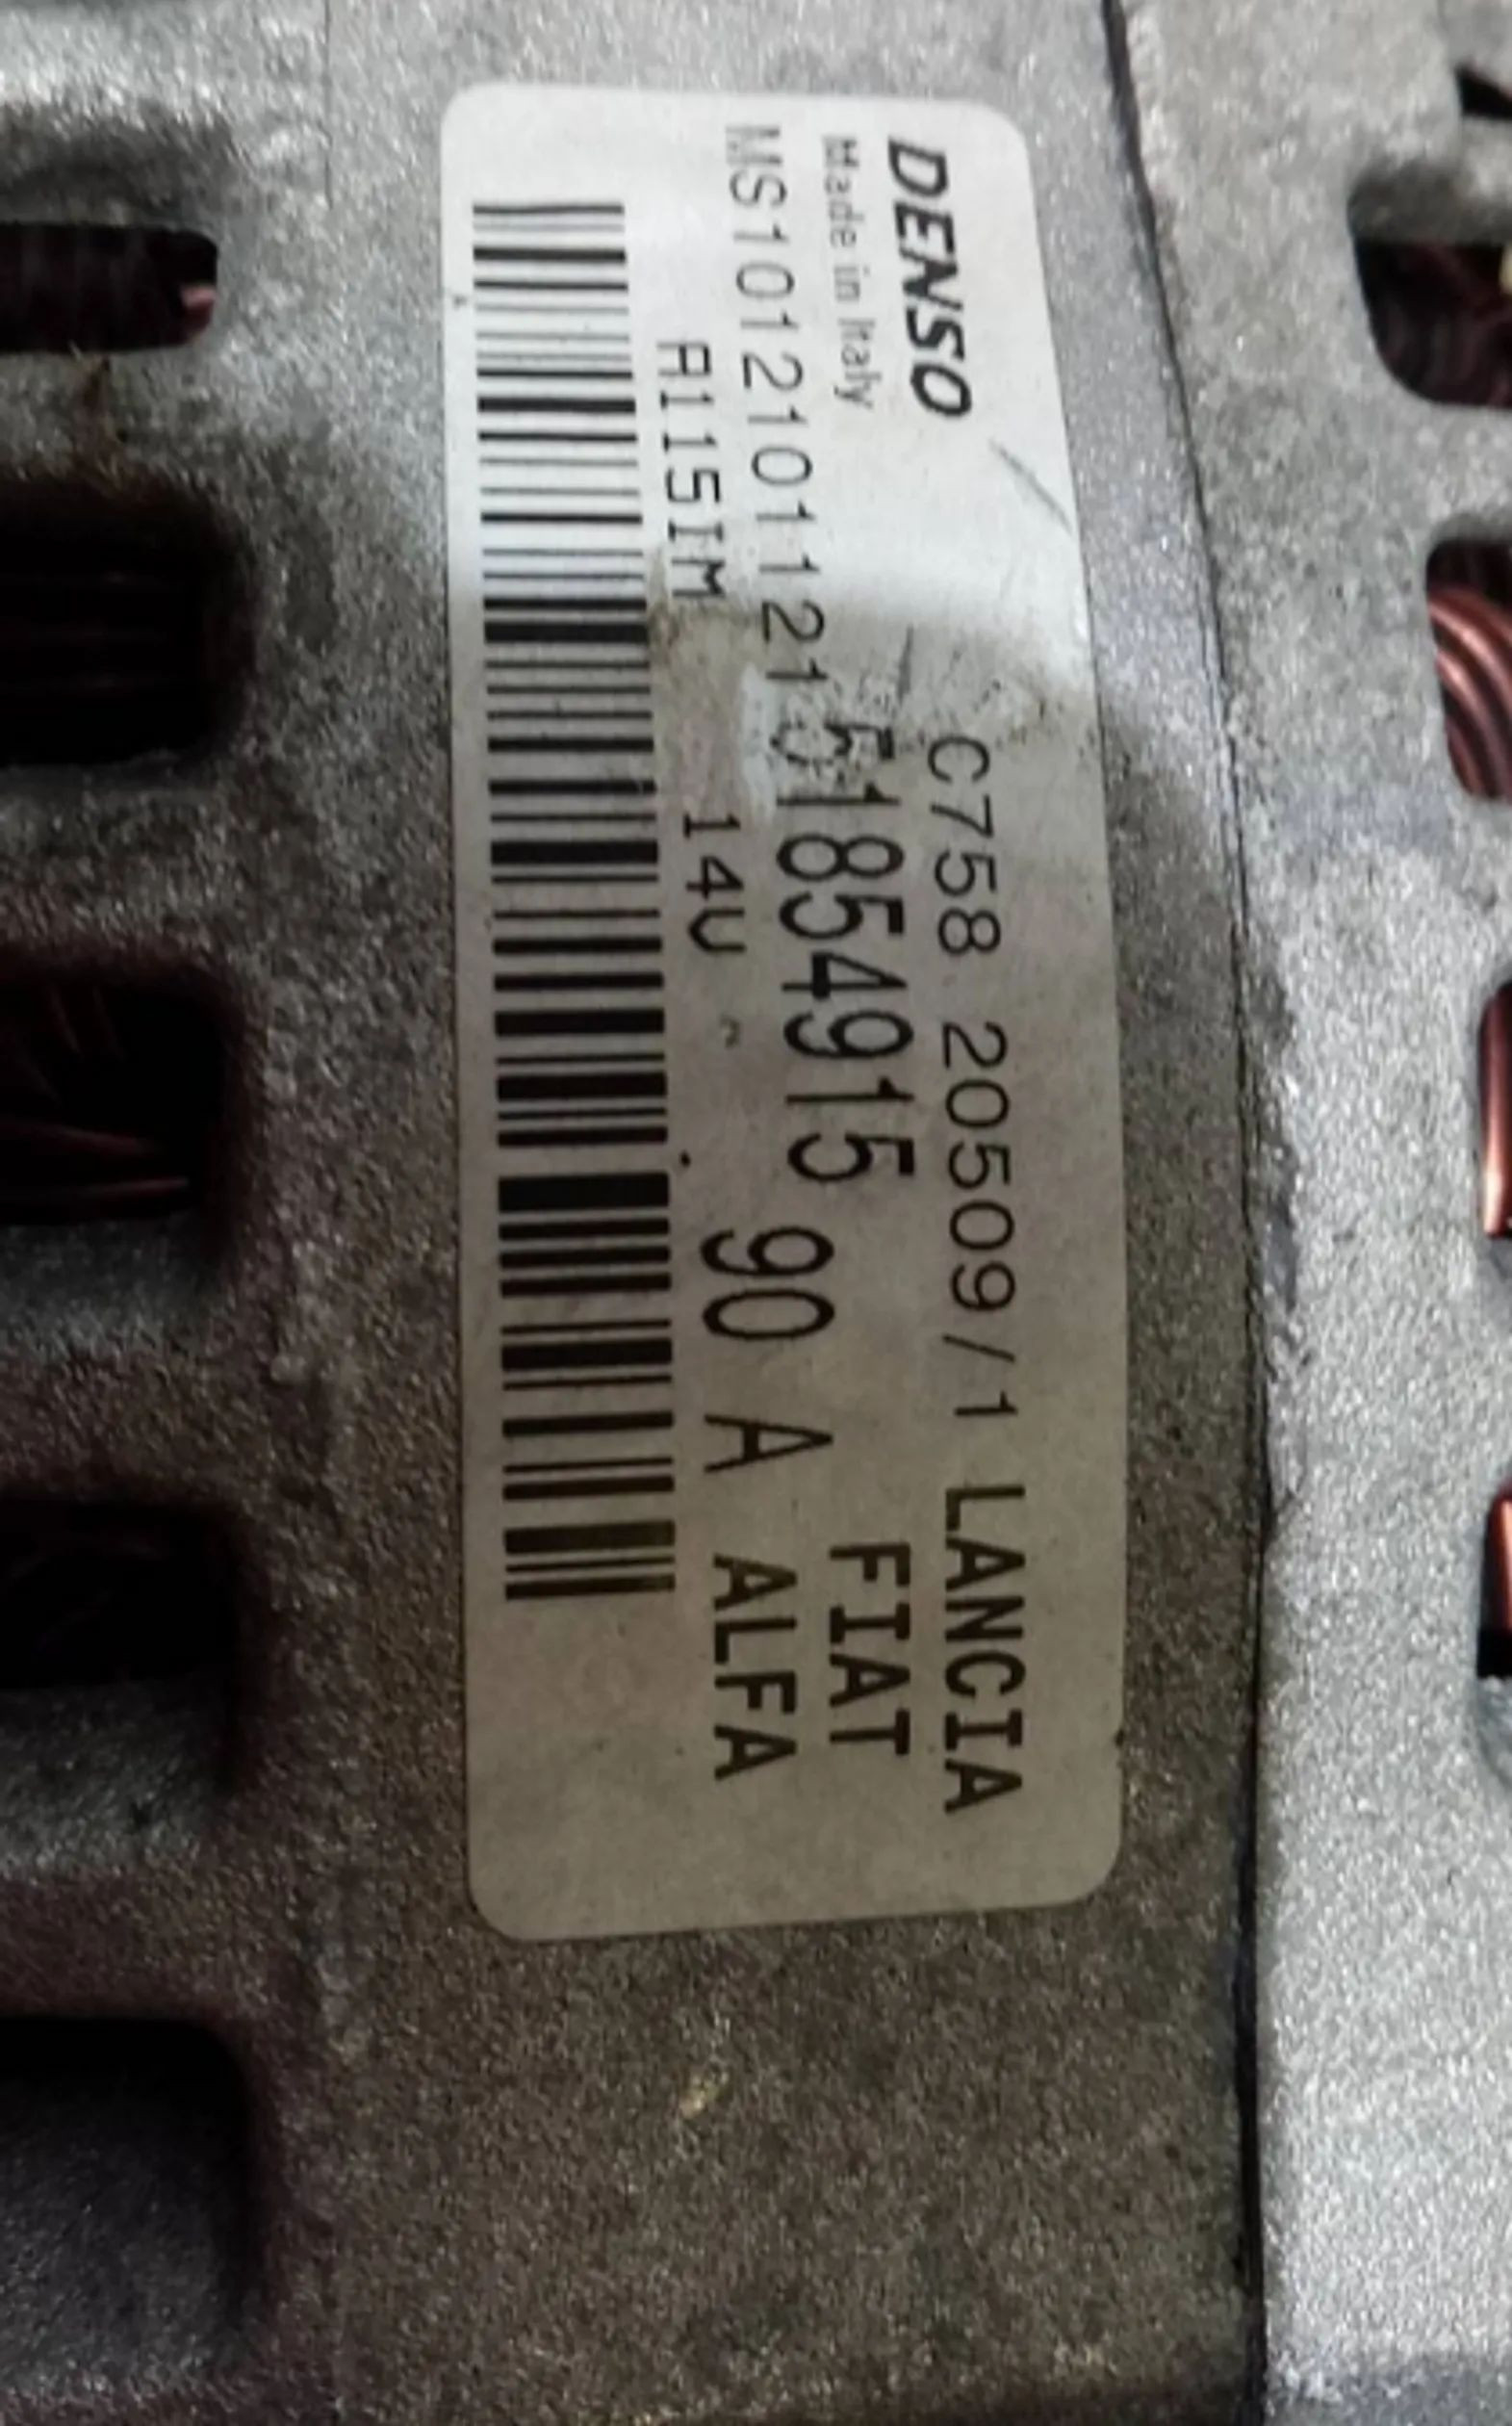 DENSO
C758 20509/1 LANCIA
Made in Italy
51854915 FIAT
MS1012101121
A115IM 14V 90 A ALFA